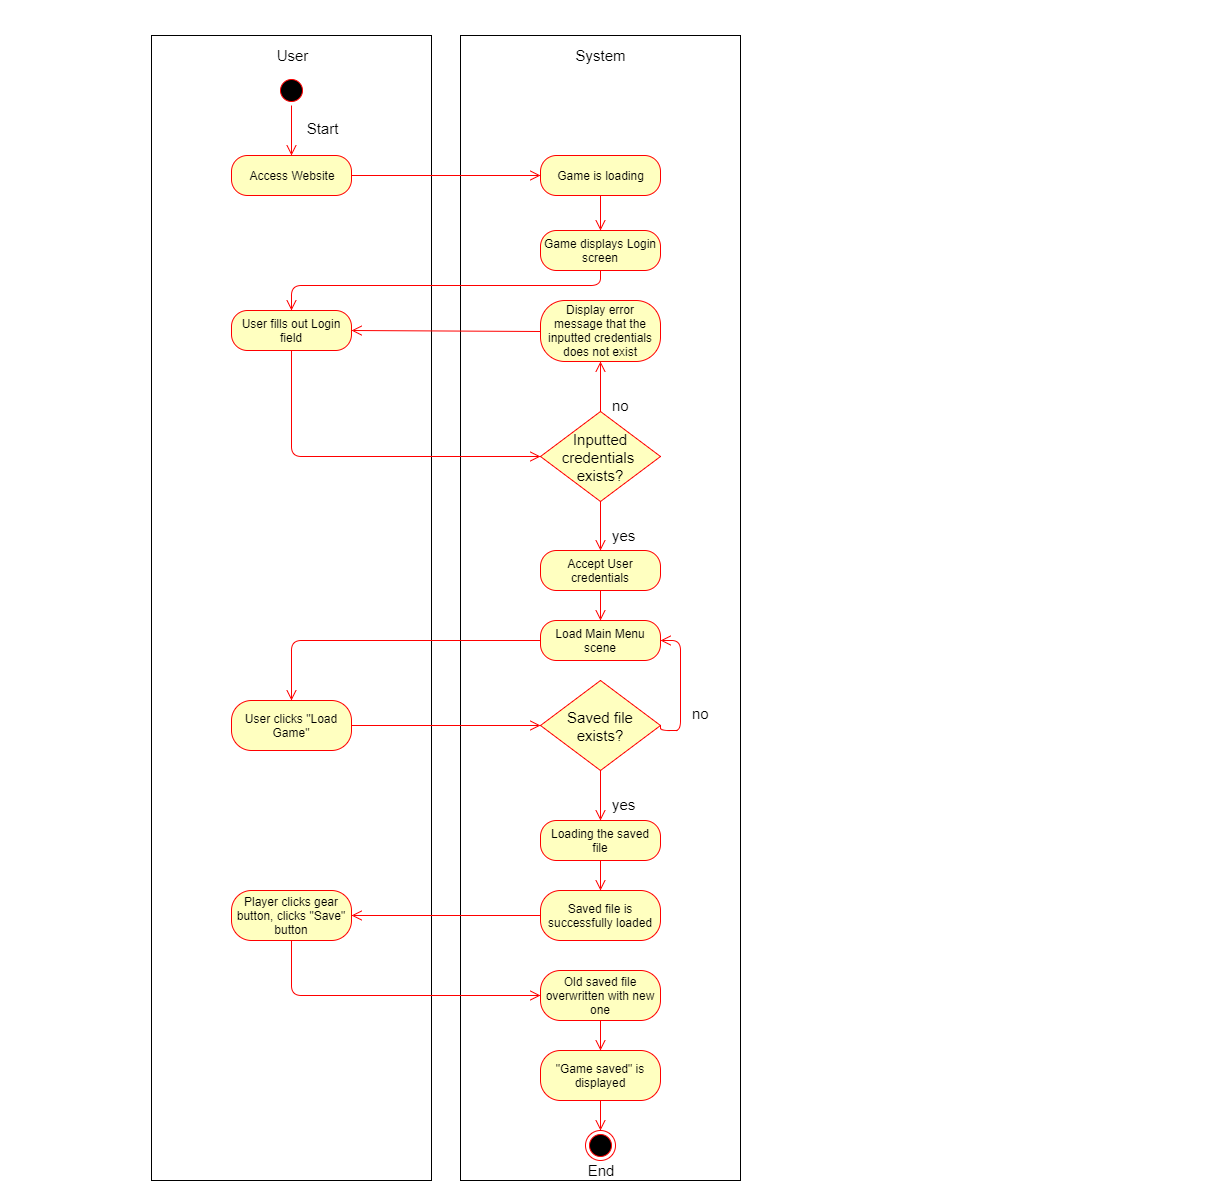 User
System
Start
Access Website
Game is loading
Game displays Login
screen
User fills out Login
field
Display error
message that the
inputted credentials
does not exist
no
Inputted
credentials
exists?
yes
Accept User
credentials
Load Main Menu
scene
User clicks "Load
Game"
Saved file
exists?
no
yes
Loading the saved
file
Player clicks gear
button, clicks "Save"
button
Saved file is
successfully loaded
Old saved file
overwritten with new
one
"Game saved" is
displayed
End